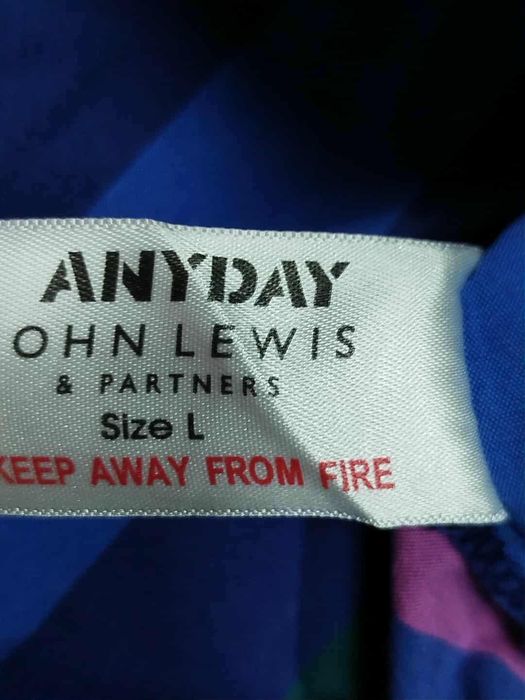 ANYDAY
OHN LEWIS
& PARTNERS
Size L
KEEP AWAY FROM FIRE